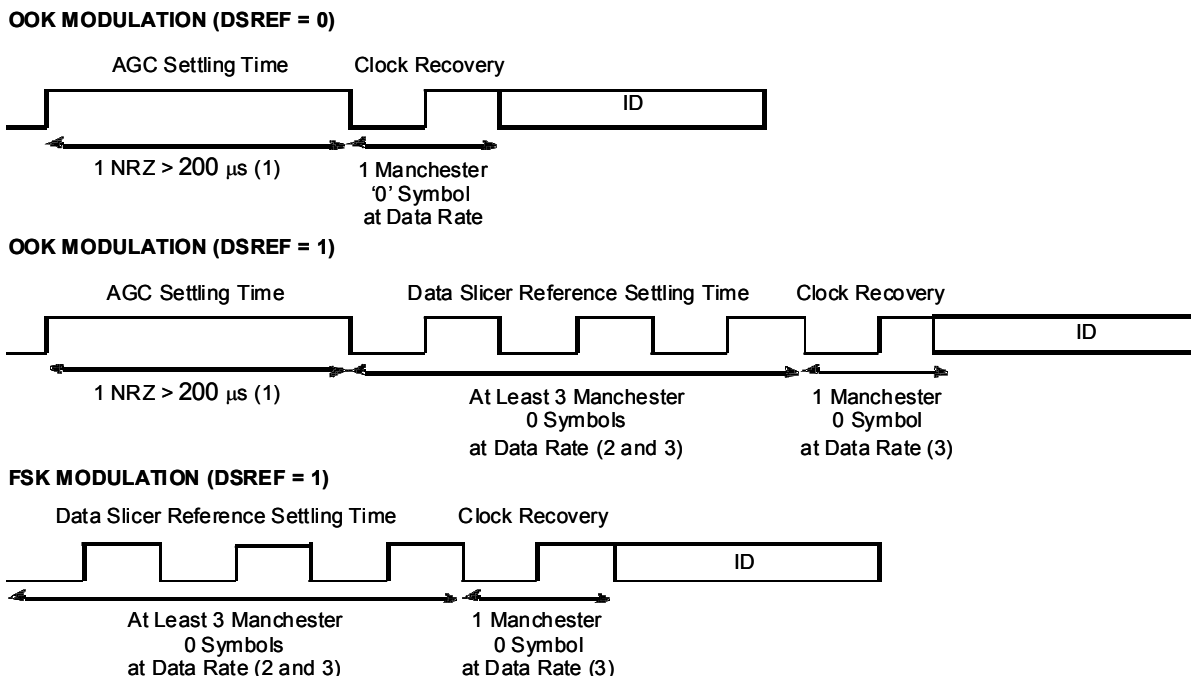 OOK MODULATION (DSREF = 0)
AGC Settling Time
Clock Recovery
ID
1 NRZ > 200 µs (1)
1 Manchester
‘0’ Symbol
at Data Rate
OOK MODULATION (DSREF = 1)
AGC Settling Time
Data Slicer Reference Settling Time
Clock Recovery
ID
1 NRZ > 200 µs (1)
At Least 3 Manchester
0 Symbols
at Data Rate (2 and 3)
1 Manchester
0 Symbol
at Data Rate (3)
FSK MODULATION (DSREF = 1)
Data Slicer Reference Settling Time
Clock Recovery
ID
At Least 3 Manchester
0 Symbols
at Data Rate (2 and 3)
1 Manchester
0 Symbol
at Data Rate (3)